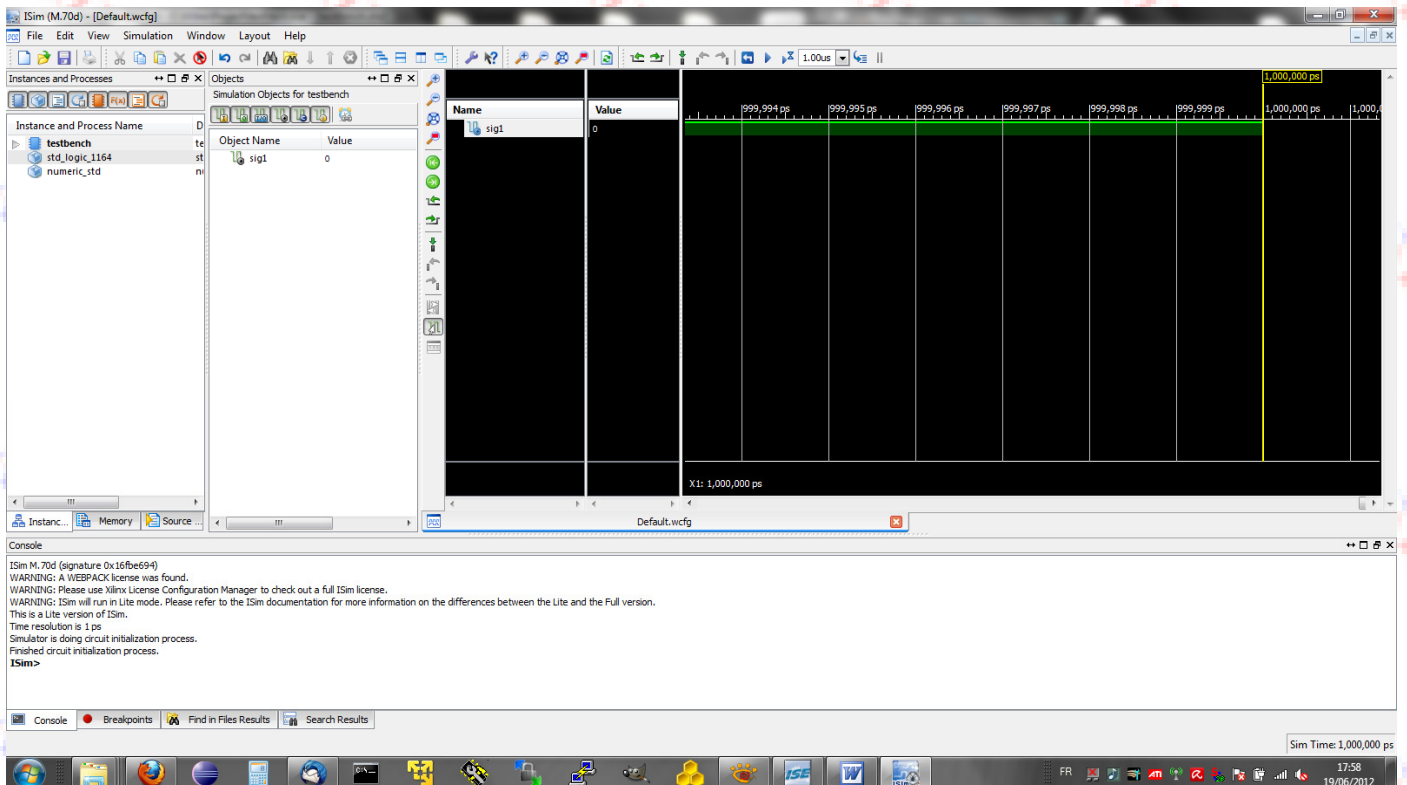 ISim (M.70d) - [Default.wcfg]
File Edit View Simulation Window Layout Help
1.00us
Instances and Processes
Instance and Process Name D
testbench te
std_logic_1164 st
numeric_std nu
Instanc... Memory Source ...
Objects
Simulation Objects for testbench
Object Name Value
sig1 0
Name Value
sig1 0
1,000,000 ps
999,994 ps 999,995 ps 999,996 ps 999,997 ps 999,998 ps 999,999 ps 1,000,000 ps 1,000,
X1: 1,000,000 ps
Default.wcfg
Console
ISim M.70d (signature 0x16fbe694)
WARNING: A WEBPACK license was found.
WARNING: Please use Xilinx License Configuration Manager to check out a full ISim license.
WARNING: ISim will run in Lite mode. Please refer to the ISim documentation for more information on the differences between the Lite and the Full version.
This is a Lite version of ISim.
Time resolution is 1 ps
Simulator is doing circuit initialization process.
Finished circuit initialization process.
ISim>
Console Breakpoints Find in Files Results Search Results
Sim Time: 1,000,000 ps
ISE
FR
17:58
19/06/2012